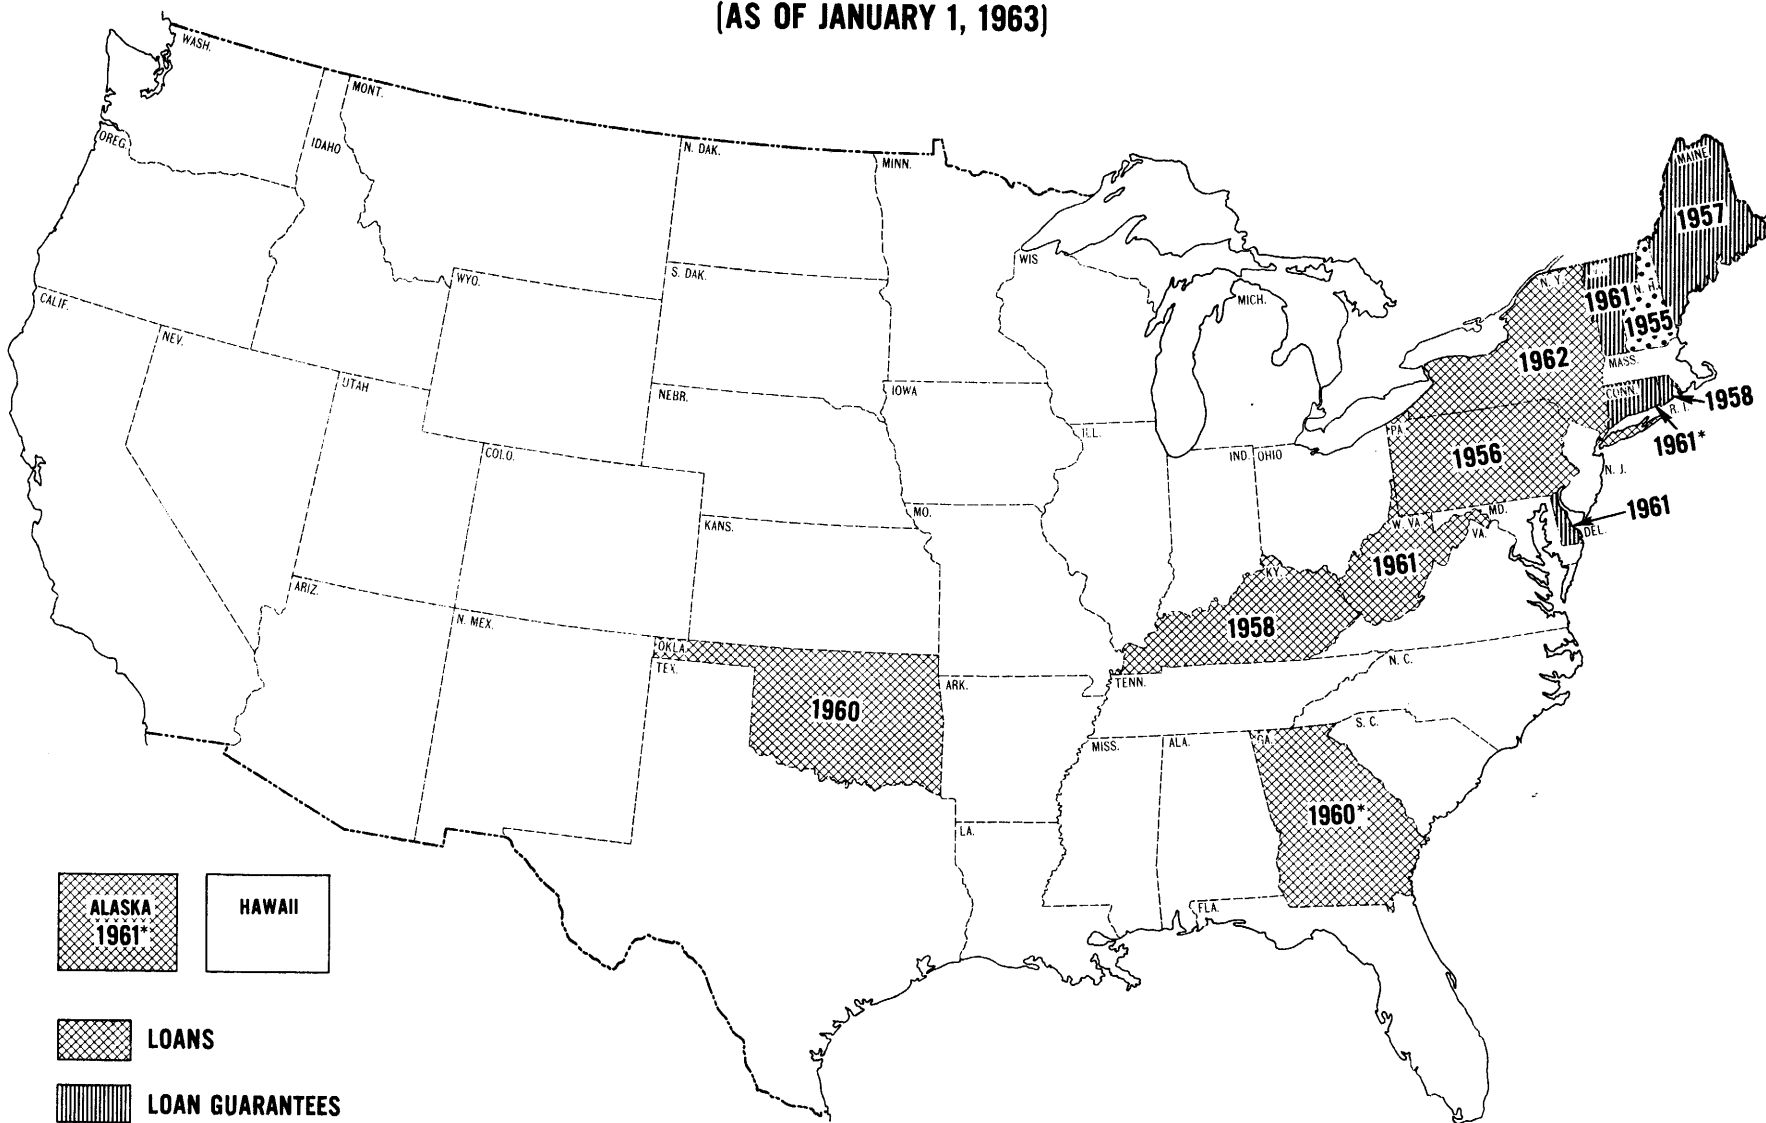 (AS OF JANUARY 1, 1963)
WASH.
MONT.
OREG.
IDAHO
N. DAK.
MINN.
MAINE
1957
WIS
S. DAK.
WYO.
CALIF.
MICH.
N. Y.
1961
N. H.
1955
NEV.
UTAH
1962
MASS.
IOWA
NEBR.
CONN.
R. I.
1958
1961*
ILL.
PA
IND.
OHIO
1956
COLO.
N. J.
MO.
KANS.
W. VA
MD.
VA.
1961
DEL.
1961
KY.
ARIZ.
N. MEX.
1958
OKLA.
TEX.
N. C.
ARK.
TENN.
1960
S. C.
MISS.
ALA.
GA.
1960*
LA.
FLA.
ALASKA
1961*
HAWAII
LOANS
LOAN GUARANTEES